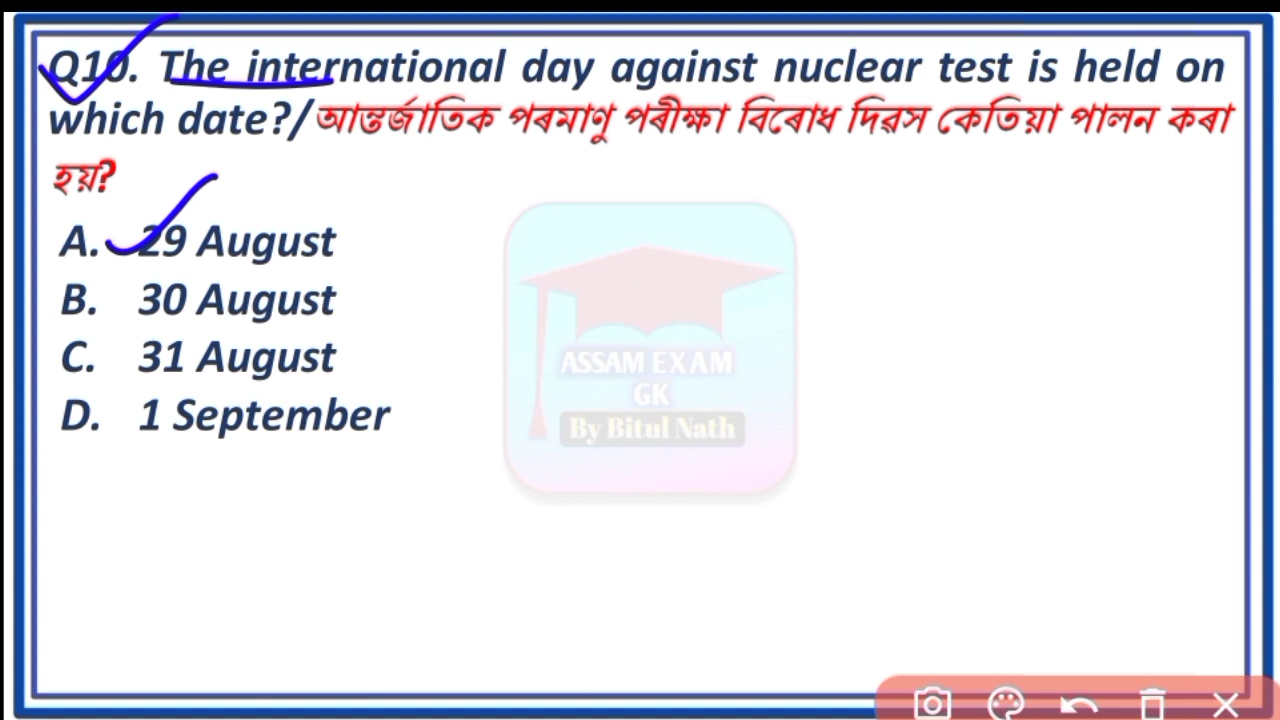 Q10. The international day against nuclear test is held on
which date?/আন্তৰ্জাতিক পৰমাণু পৰীক্ষা বিৰোধ দিৱস কেতিয়া পালন কৰা
হয়?
A. 29 August
B. 30 August
C. 31 August
D. 1 September
ASSAM EXAM
GK
By Bitul Nath